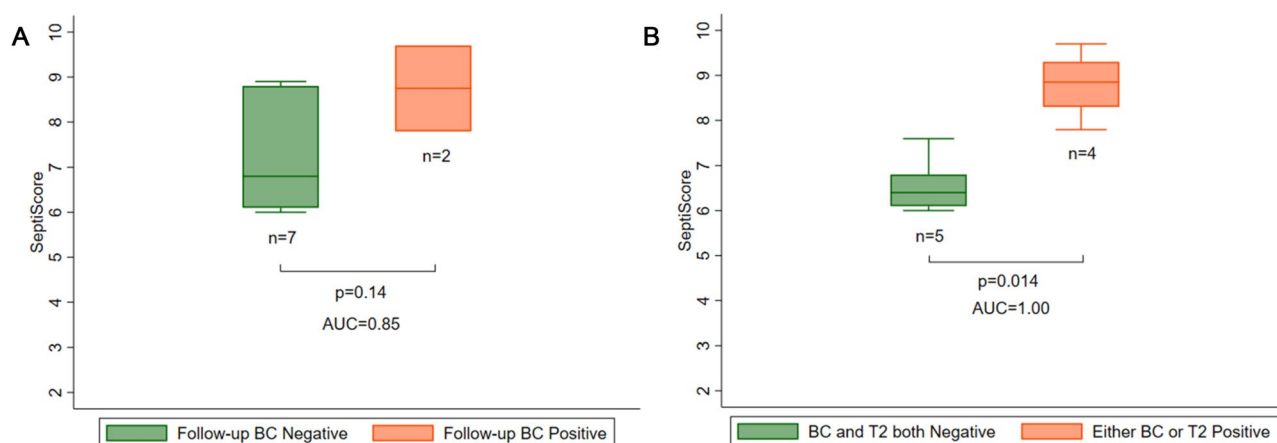 A
10
9
8
7
6
5
4
3
2
SeptiScore
n=7
n=2
p=0.14
AUC=0.85
Follow-up BC Negative
Follow-up BC Positive
B
10
9
8
7
6
5
4
3
2
SeptiScore
n=5
n=4
p=0.014
AUC=1.00
BC and T2 both Negative
Either BC or T2 Positive